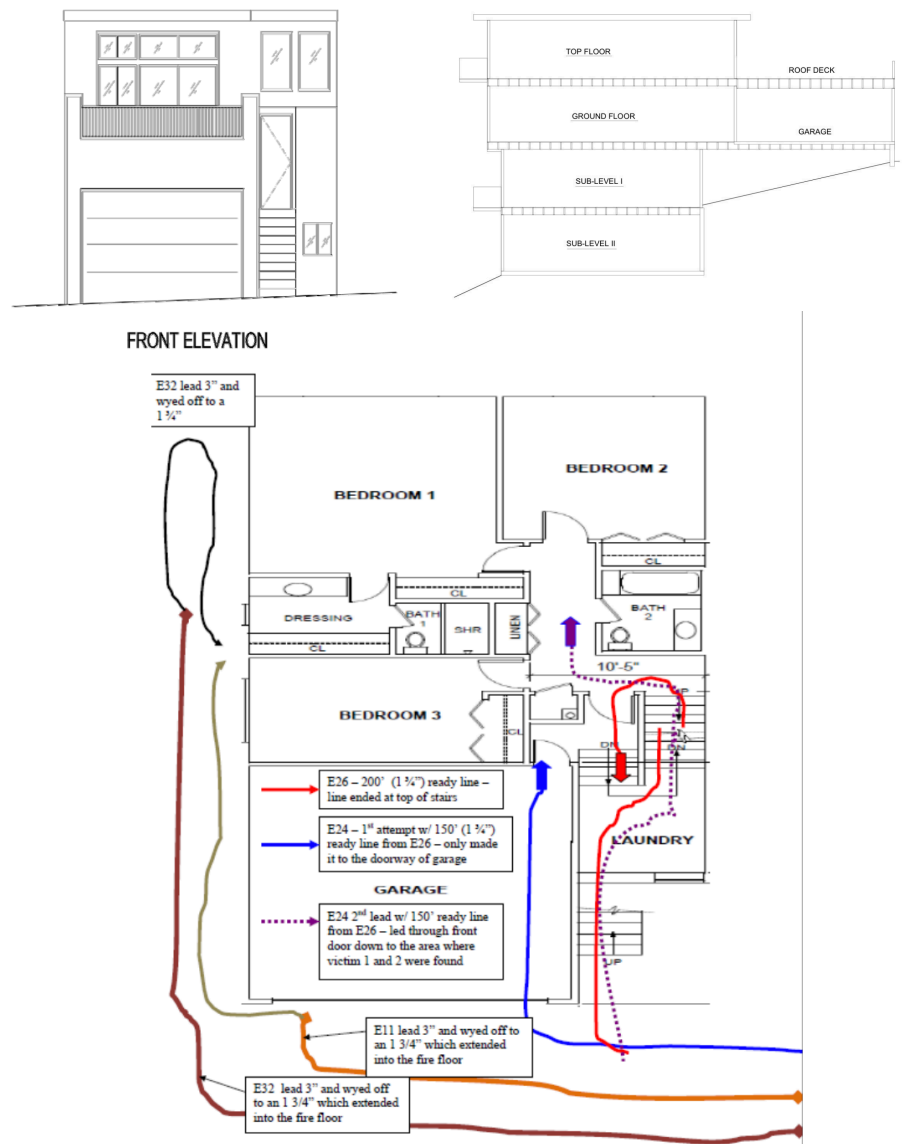 TOP FLOOR
ROOF DECK
GROUND FLOOR
GARAGE
SUB-LEVEL I
SUB-LEVEL II
FRONT ELEVATION
E32 lead 3” and
wyed off to a
1 ¾”
BEDROOM 1
BEDROOM 2
CL
CL
DRESSING
BATH
1
SHR
LINEN
BATH
2
CL
10'-5"
BEDROOM 3
CL
UP
DN
E26 – 200’ (1 ¾”) ready line –
line ended at top of stairs
E24 – 1st attempt w/ 150’ (1 ¾”)
ready line from E26 – only made
it to the doorway of garage
LAUNDRY
GARAGE
E24 2nd lead w/ 150’ ready line
from E26 – led through front
door down to the area where
victim 1 and 2 were found
UP
E11 lead 3” and wyed off to
an 1 3/4” which extended
into the fire floor
E32 lead 3” and wyed off
to an 1 3/4” which extended
into the fire floor